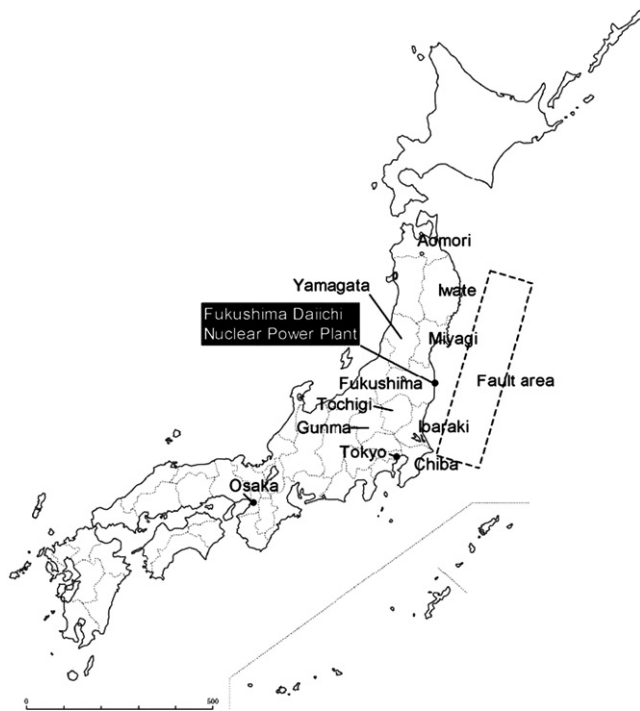 Aomori
Yamagata
Iwate
Fukushima Daiichi
Nuclear Power Plant
Miyagi
Fukushima
Fault area
Tochigi
Gunma
Ibaraki
Tokyo
Chiba
Osaka
0
500